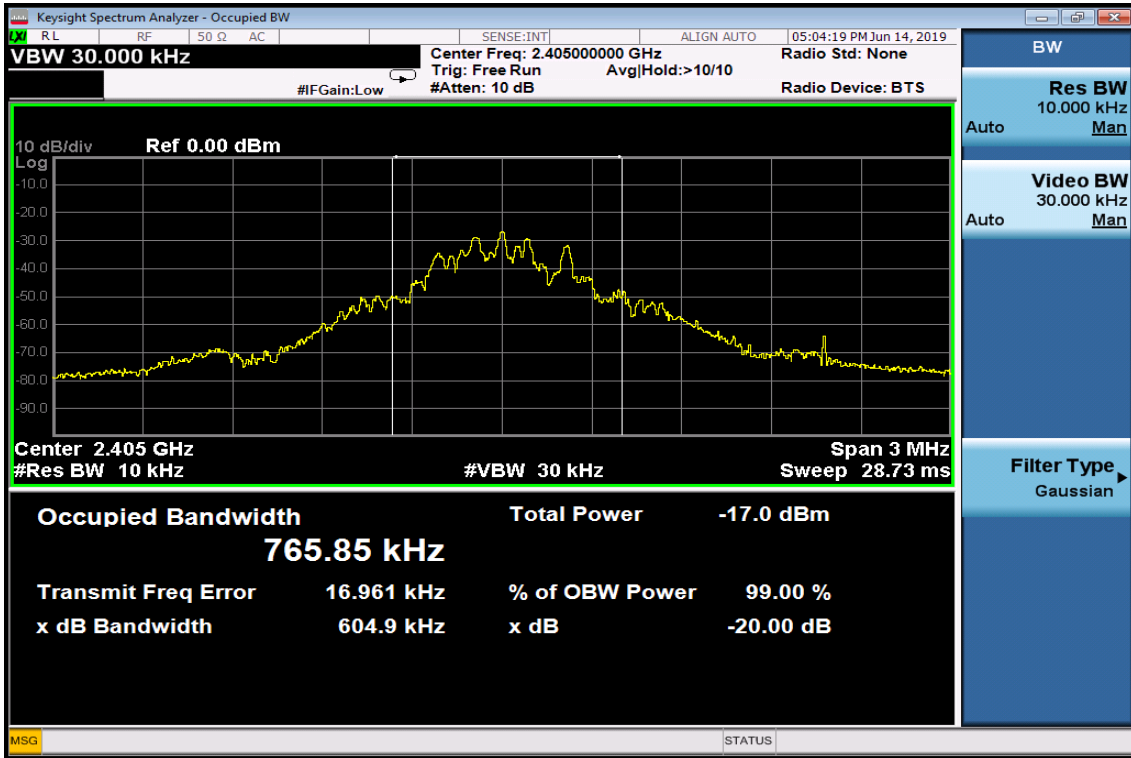 Keysight Spectrum Analyzer - Occupied BW
LXI RL RF 50 Ω AC SENSE:INT ALIGN AUTO 05:04:19 PM Jun 14, 2019
VBW 30.000 kHz
#IFGain:Low
Center Freq: 2.405000000 GHz
Trig: Free Run Avg|Hold:>10/10
#Atten: 10 dB
Radio Std: None
Radio Device: BTS
10 dB/div Ref 0.00 dBm
Log
-10.0
-20.0
-30.0
-40.0
-50.0
-60.0
-70.0
-80.0
-90.0
Center 2.405 GHz Span 3 MHz
#Res BW 10 kHz #VBW 30 kHz Sweep 28.73 ms
Occupied Bandwidth Total Power -17.0 dBm
765.85 kHz
Transmit Freq Error 16.961 kHz % of OBW Power 99.00 %
x dB Bandwidth 604.9 kHz x dB -20.00 dB
MSG STATUS
BW
Res BW
10.000 kHz
Auto Man
Video BW
30.000 kHz
Auto Man
Filter Type
Gaussian